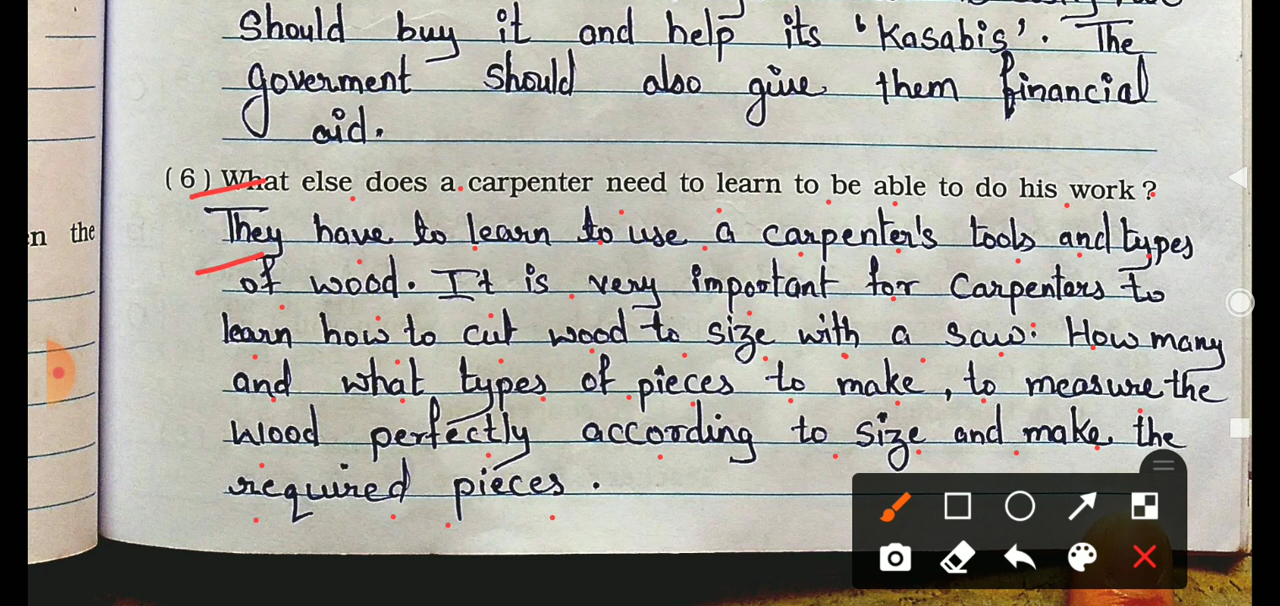 should buy it and help its 'Kasabis'. The
goverment should also give them financial
aid.
n the
(6) What else does a carpenter need to learn to be able to do his work?
They have to learn to use a carpenter's tools and types
of wood. It is very important for Carpenters to
learn how to cut wood to size with a saw. How many
and what types of pieces to make, to measure the
wood perfectly according to size and make the
required pieces.